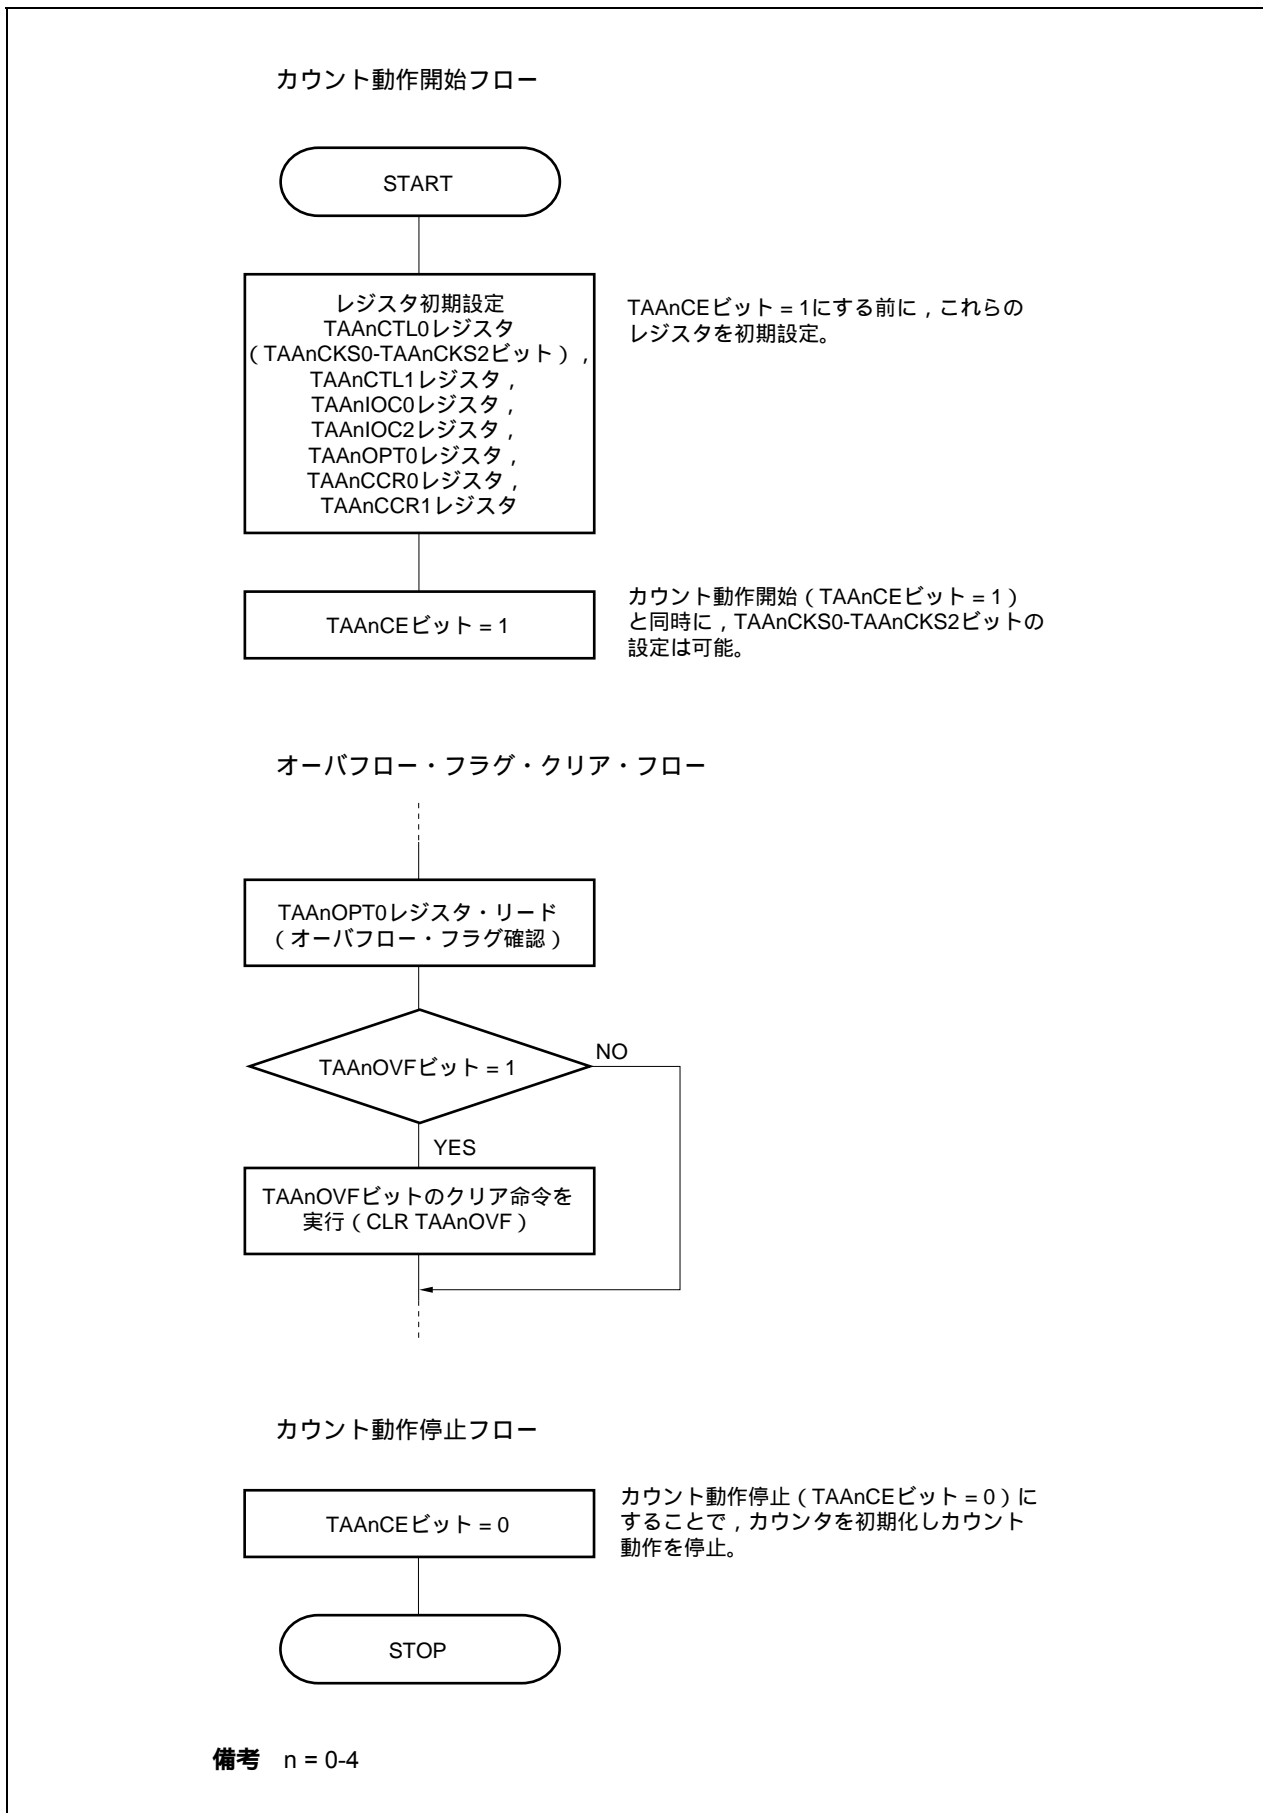 カウント動作開始フロー
START
レジスタ初期設定
TAAnCTL0レジスタ
（TAAnCKS0-TAAnCKS2ビット），
TAAnCTL1レジスタ，
TAAnIOC0レジスタ，
TAAnIOC2レジスタ，
TAAnOPT0レジスタ，
TAAnCCR0レジスタ，
TAAnCCR1レジスタ
TAAnCEビット = 1にする前に，これらの
レジスタを初期設定。
TAAnCEビット = 1
カウント動作開始（TAAnCEビット = 1）
と同時に，TAAnCKS0-TAAnCKS2ビットの
設定は可能。
オーバフロー・フラグ・クリア・フロー
TAAnOPT0レジスタ・リード
（オーバフロー・フラグ確認）
TAAnOVFビット = 1
NO
YES
TAAnOVFビットのクリア命令を
実行（CLR TAAnOVF）
カウント動作停止フロー
TAAnCEビット = 0
カウント動作停止（TAAnCEビット = 0）に
することで，カウンタを初期化しカウント
動作を停止。
STOP
備考 n = 0-4